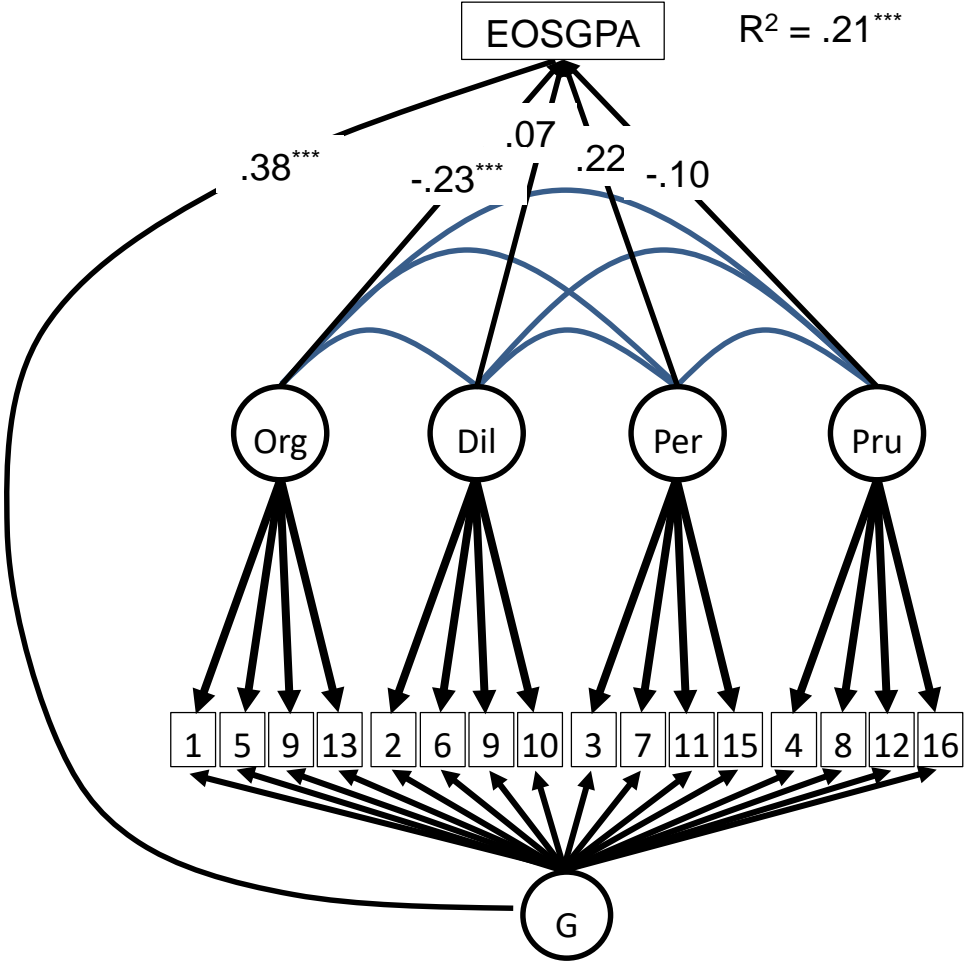 EOSGPA
R² = .21***
.07
.38***
-.23***
.22
-.10
Org Dil Per Pru
1 5 9 13 2 6 9 10 3 7 11 15 4 8 12 16
G